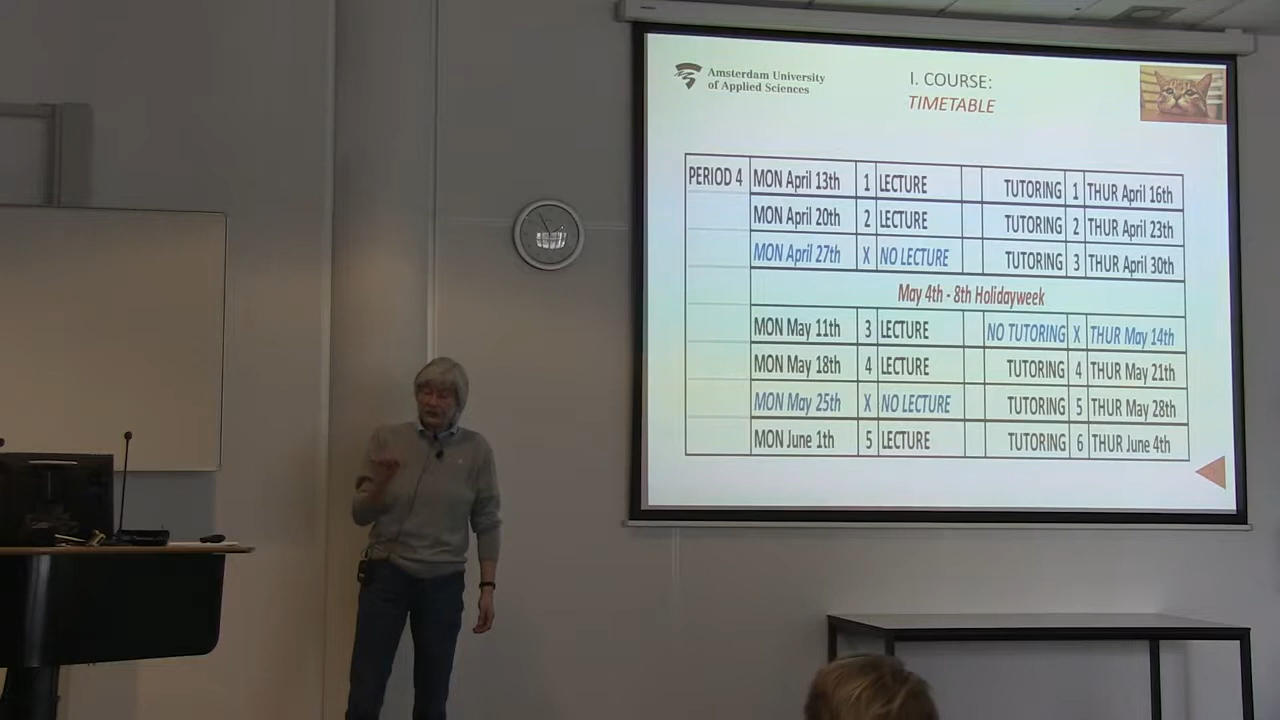 Amsterdam University
of Applied Sciences
I. COURSE:
TIMETABLE
PERIOD 4 MON April 13th 1 LECTURE TUTORING 1 THUR April 16th
MON April 20th 2 LECTURE TUTORING 2 THUR April 23th
MON April 27th X NO LECTURE TUTORING 3 THUR April 30th
May 4th - 8th Holidayweek
MON May 11th 3 LECTURE NO TUTORING X THUR May 14th
MON May 18th 4 LECTURE TUTORING 4 THUR May 21th
MON May 25th X NO LECTURE TUTORING 5 THUR May 28th
MON June 1th 5 LECTURE TUTORING 6 THUR June 4th